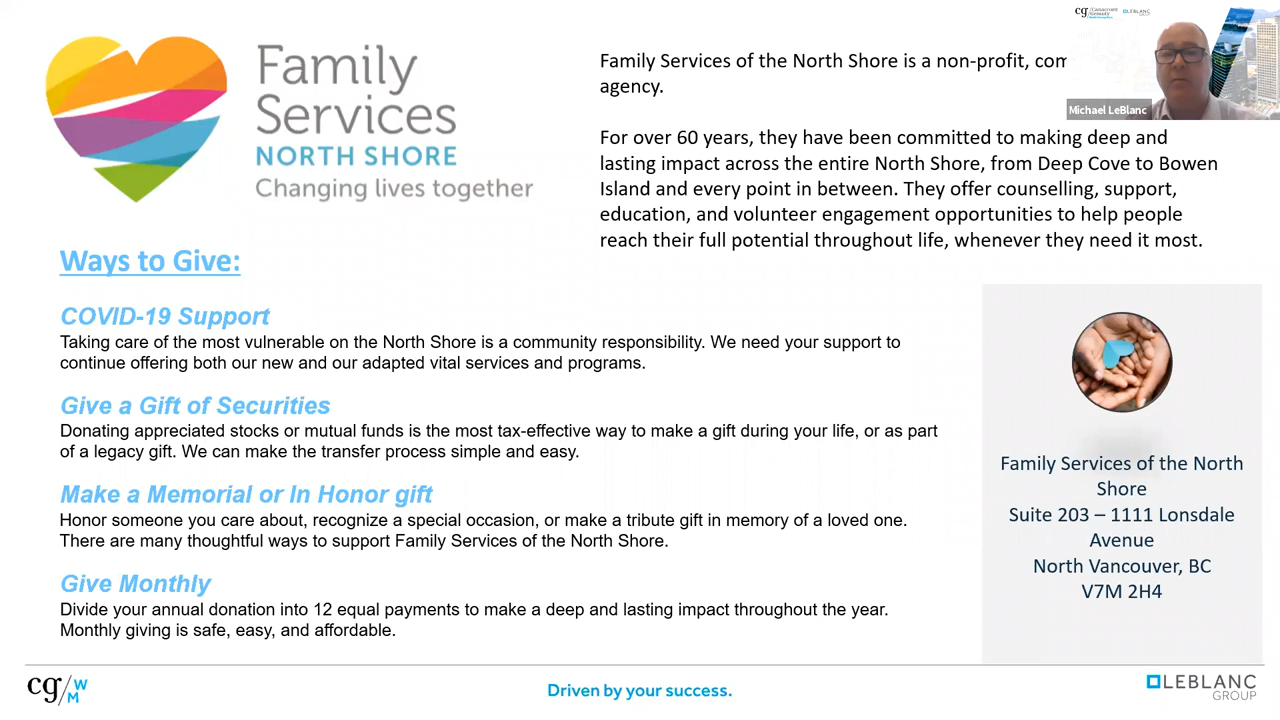 Family
Services
NORTH SHORE
Changing lives together
Family Services of the North Shore is a non-profit,
agency.
For over 60 years, they have been committed to making deep and
lasting impact across the entire North Shore, from Deep Cove to Bowen
Island and every point in between. They offer counselling, support,
education, and volunteer engagement opportunities to help people
reach their full potential throughout life, whenever they need it most.
cg/Canaccord
Genuity
LEBLANC
GROUP
Michael LeBlanc
Ways to Give:
COVID-19 Support
Taking care of the most vulnerable on the North Shore is a community responsibility. We need your support to
continue offering both our new and our adapted vital services and programs.
Give a Gift of Securities
Donating appreciated stocks or mutual funds is the most tax-effective way to make a gift during your life, or as part
of a legacy gift. We can make the transfer process simple and easy.
Make a Memorial or In Honor gift
Honor someone you care about, recognize a special occasion, or make a tribute gift in memory of a loved one.
There are many thoughtful ways to support Family Services of the North Shore.
Give Monthly
Divide your annual donation into 12 equal payments to make a deep and lasting impact throughout the year.
Monthly giving is safe, easy, and affordable.
Family Services of the North
Shore
Suite 203 – 1111 Lonsdale
Avenue
North Vancouver, BC
V7M 2H4
cg/W
M
Driven by your success.
LEBLANC
GROUP